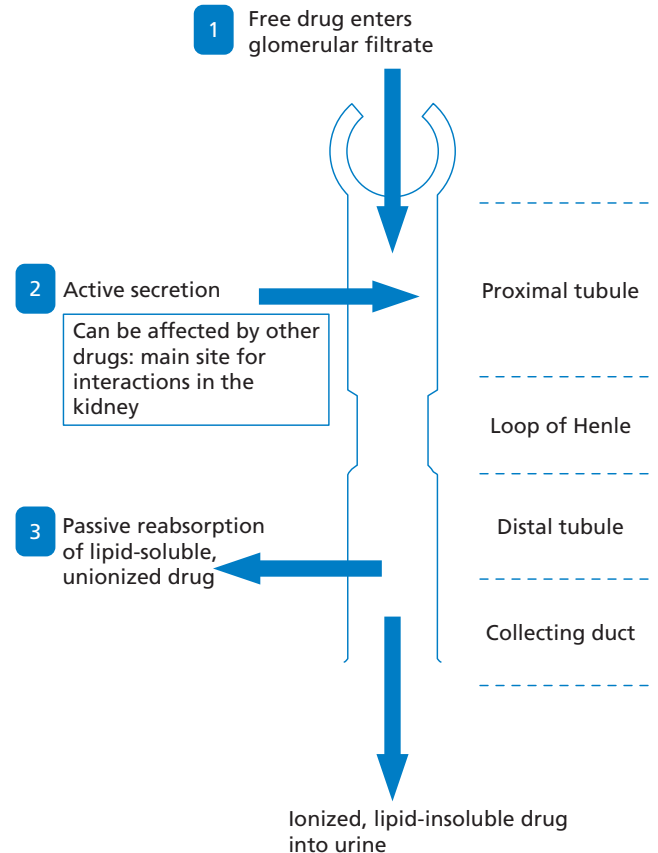 1
Free drug enters
glomerular filtrate
2
Active secretion
Can be affected by other
drugs: main site for
interactions in the
kidney
Proximal tubule
Loop of Henle
3
Passive reabsorption
of lipid-soluble,
unionized drug
Distal tubule
Collecting duct
Ionized, lipid-insoluble drug
into urine